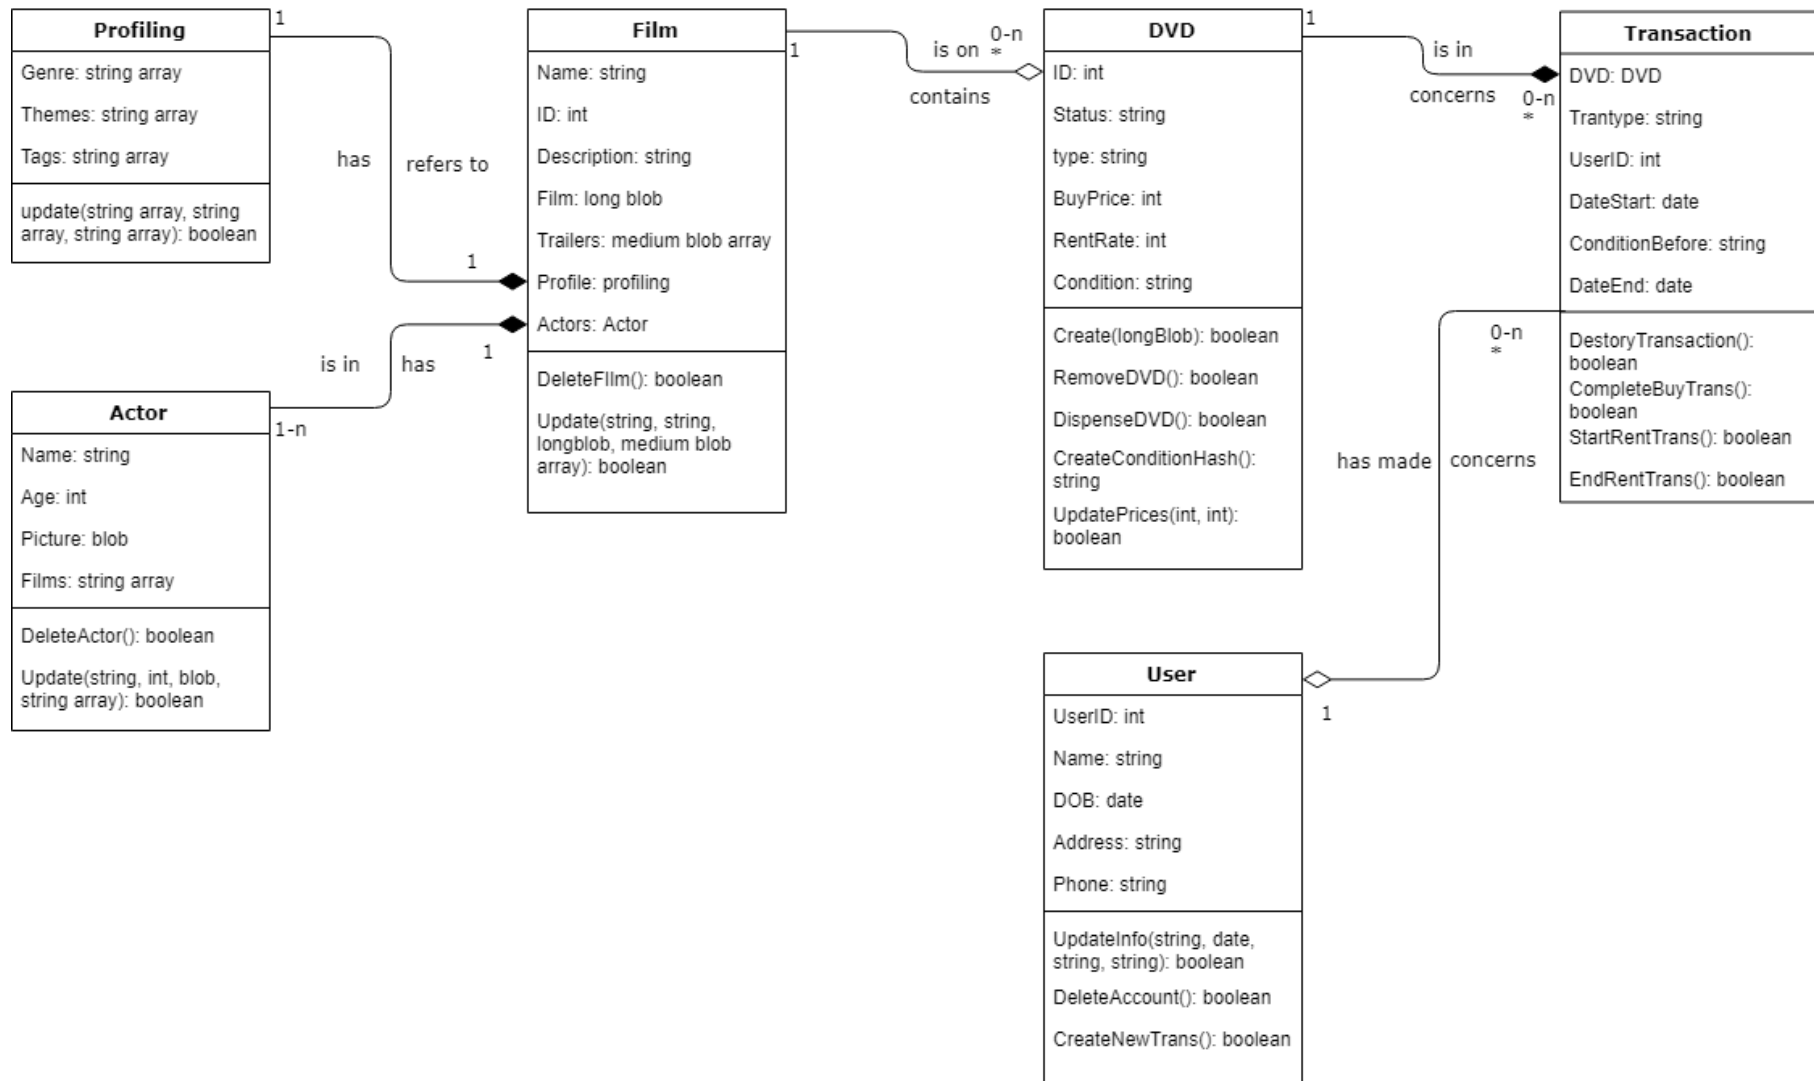 Profiling
Genre: string array
Themes: string array
Tags: string array
update(string array, string
array, string array): boolean
1
has
refers to
1
Actor
Name: string
Age: int
Picture: blob
Films: string array
DeleteActor(): boolean
Update(string, int, blob,
string array): boolean
1-n
is in
has
1
Film
Name: string
ID: int
Description: string
Film: long blob
Trailers: medium blob array
Profile: profiling
Actors: Actor
DeleteFIlm(): boolean
Update(string, string,
longblob, medium blob
array): boolean
1
is on
0-n
*
contains
DVD
ID: int
Status: string
type: string
BuyPrice: int
RentRate: int
Condition: string
Create(longBlob): boolean
RemoveDVD(): boolean
DispenseDVD(): boolean
CreateConditionHash():
string
UpdatePrices(int, int):
boolean
1
is in
concerns
0-n
*
Transaction
DVD: DVD
Trantype: string
UserID: int
DateStart: date
ConditionBefore: string
DateEnd: date
DestoryTransaction():
boolean
CompleteBuyTrans():
boolean
StartRentTrans(): boolean
EndRentTrans(): boolean
0-n
*
has made
concerns
1
User
UserID: int
Name: string
DOB: date
Address: string
Phone: string
UpdateInfo(string, date,
string, string): boolean
DeleteAccount(): boolean
CreateNewTrans(): boolean